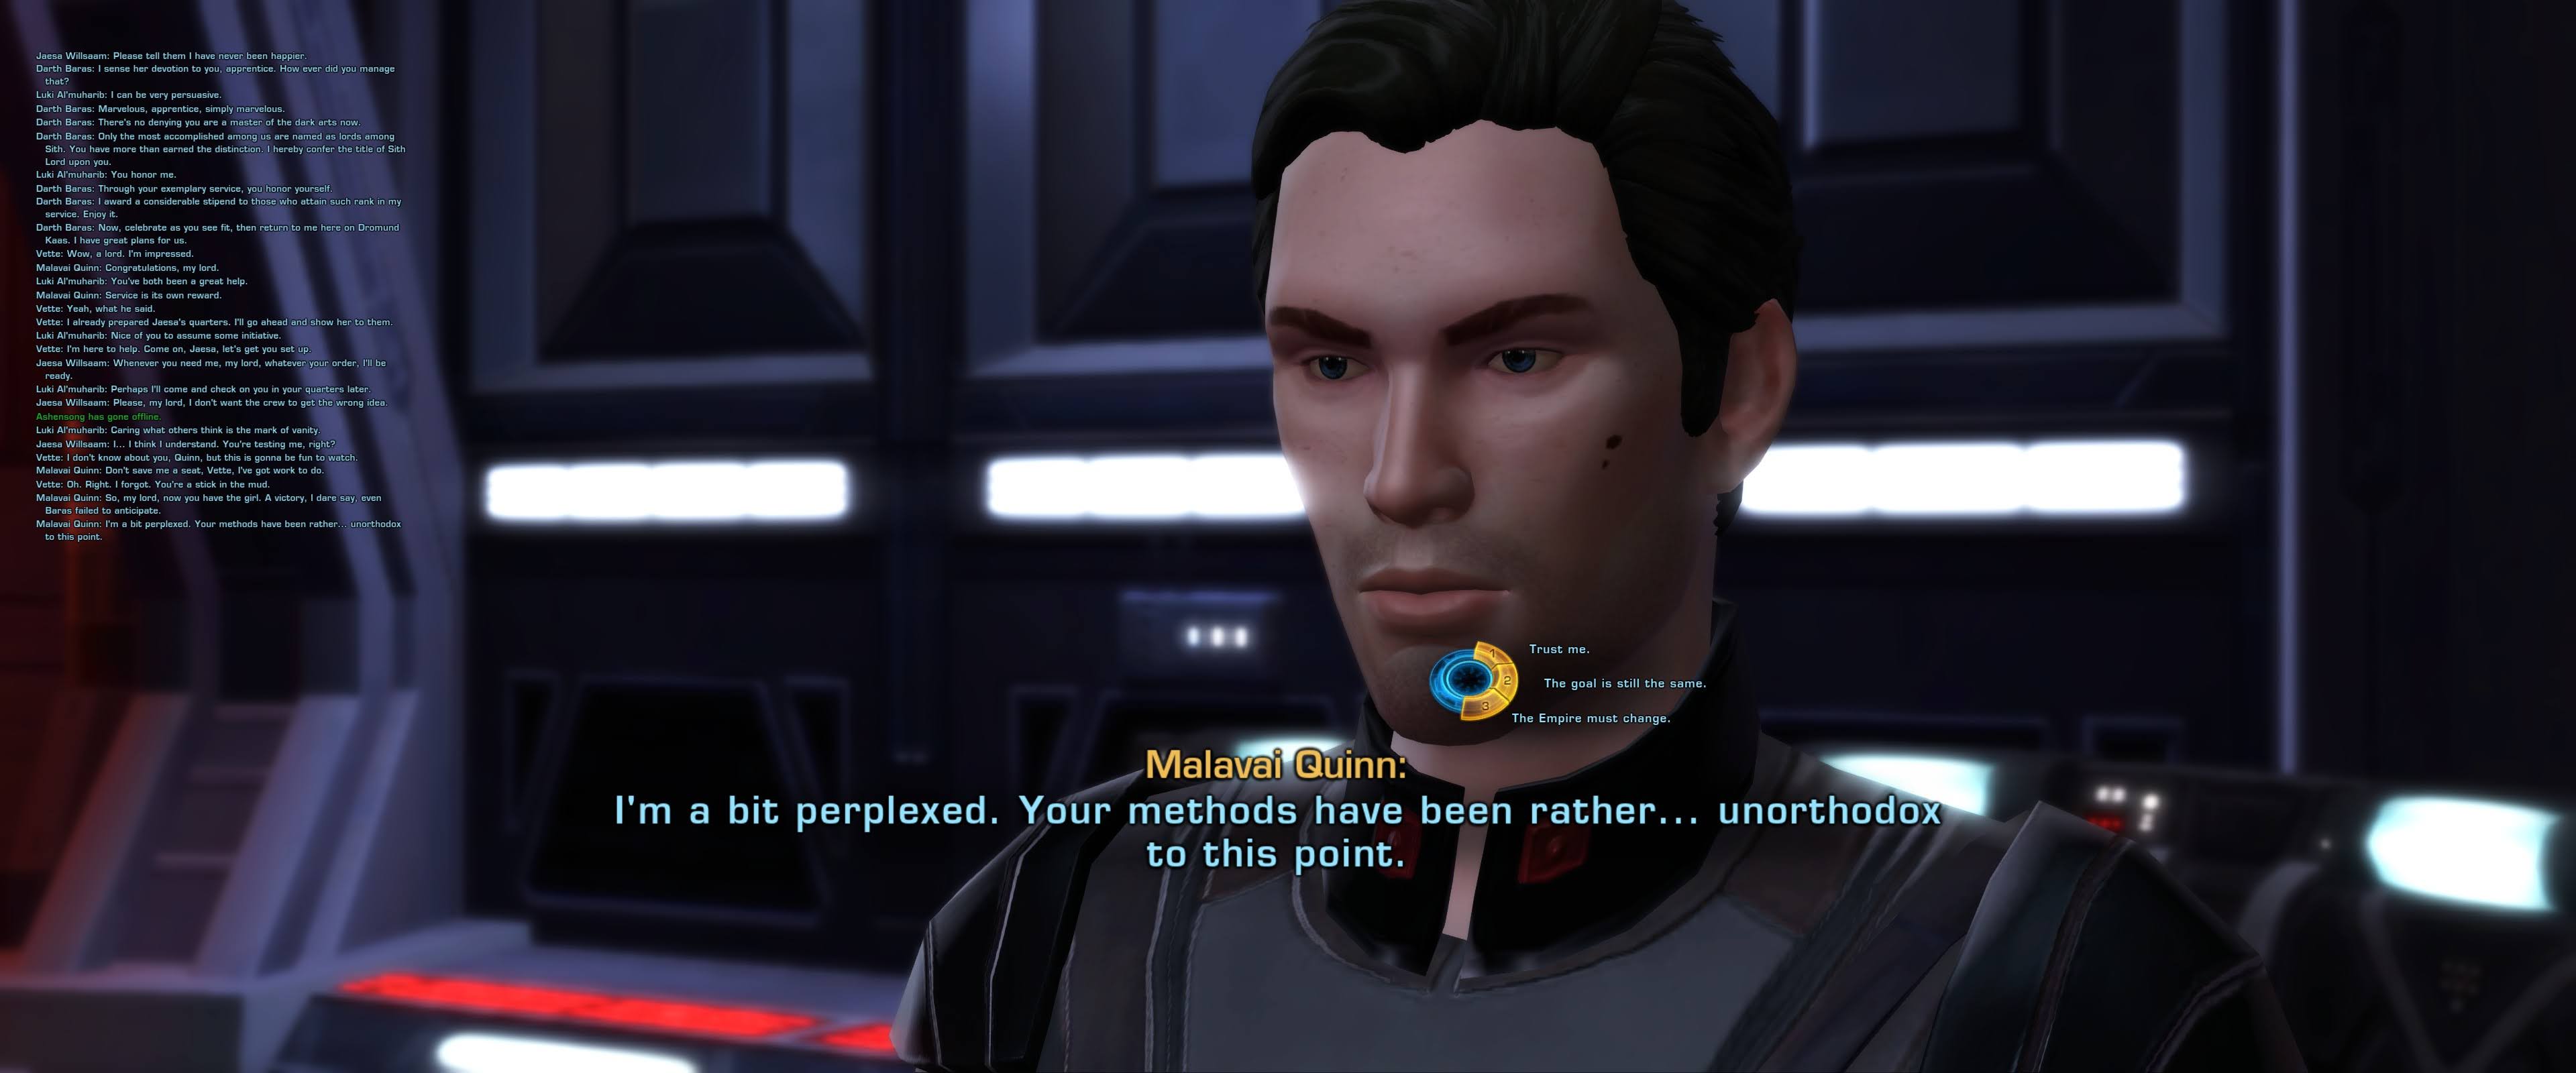 Jaesa Willsaam: Please tell them I have never been happier.
Darth Baras: I sense her devotion to you, apprentice. How ever did you manage
that?
Luki Al'muharib: I can be very persuasive.
Darth Baras: Marvelous, apprentice, simply marvelous.
Darth Baras: There's no denying you are a master of the dark arts now.
Darth Baras: Only the most accomplished among us are named as lords among
Sith. You have more than earned the distinction. I hereby confer the title of Sith
Lord upon you.
Luki Al'muharib: You honor me.
Darth Baras: Through your exemplary service, you honor yourself.
Darth Baras: I award a considerable stipend to those who attain such rank in my
service. Enjoy it.
Darth Baras: Now, celebrate as you see fit, then return to me here on Dromund
Kaas. I have great plans for us.
Vette: Wow, a lord. I'm impressed.
Malavai Quinn: Congratulations, my lord.
Luki Al'muharib: You've both been a great help.
Malavai Quinn: Service is its own reward.
Vette: Yeah, what he said.
Vette: I already prepared Jaesa's quarters. I'll go ahead and show her to them.
Luki Al'muharib: Nice of you to assume some initiative.
Vette: I'm here to help. Come on, Jaesa, let's get you set up.
Jaesa Willsaam: Whenever you need me, my lord, whatever your order, I'll be
ready.
Luki Al'muharib: Perhaps I'll come and check on you in your quarters later.
Jaesa Willsaam: Please, my lord, I don't want the crew to get the wrong idea.
Ashensong has gone offline.
Luki Al'muharib: Caring what others think is the mark of vanity.
Jaesa Willsaam: I... I think I understand. You're testing me, right?
Vette: I don't know about you, Quinn, but this is gonna be fun to watch.
Malavai Quinn: Don't save me a seat, Vette, I've got work to do.
Vette: Oh. Right. I forgot. You're a stick in the mud.
Malavai Quinn: So, my lord, now you have the girl. A victory, I dare say, even
Baras failed to anticipate.
Malavai Quinn: I'm a bit perplexed. Your methods have been rather... unorthodox
to this point.
1 Trust me.
2 The goal is still the same.
3 The Empire must change.
Malavai Quinn:
I'm a bit perplexed. Your methods have been rather... unorthodox
to this point.